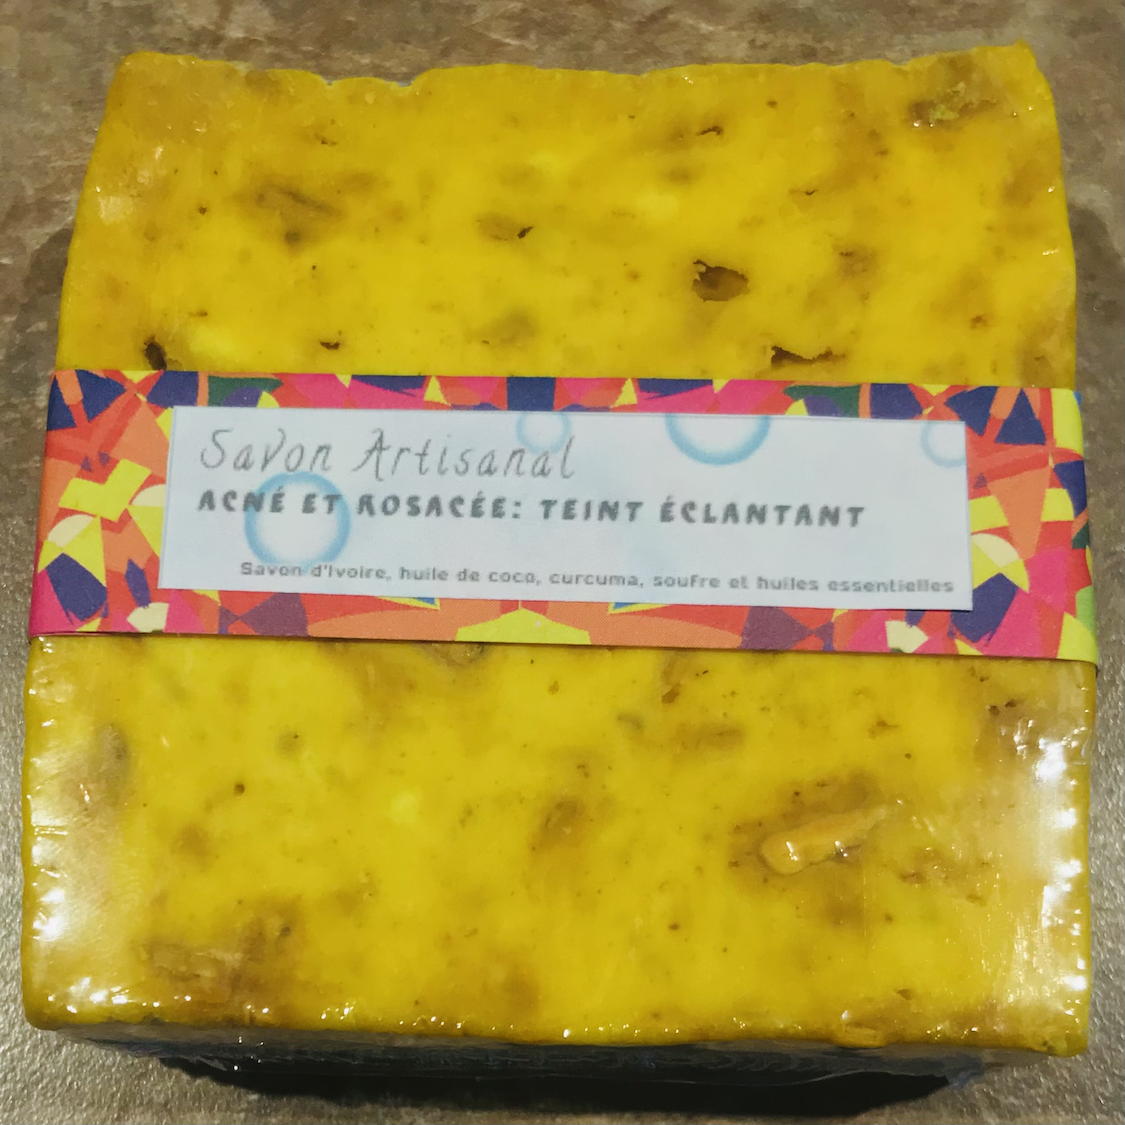 Savon Artisanal
ACNÉ ET ROSACÉE: TEINT ÉCLANTANT
Savon d'Ivoire, huile de coco, curcuma, soufre et huiles essentielles